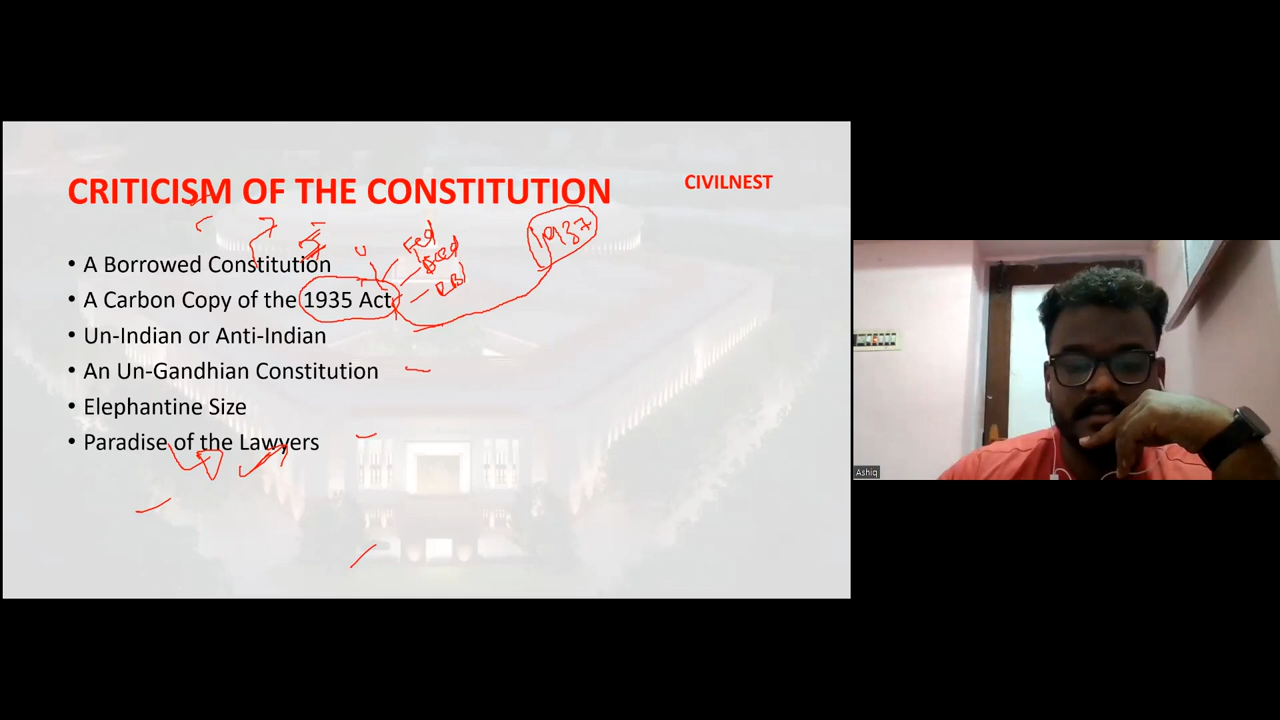 CRITICISM OF THE CONSTITUTION
CIVILNEST
1937
Fed
• A Borrowed Constitution
• A Carbon Copy of the 1935 Act
• Un-Indian or Anti-Indian
• An Un-Gandhian Constitution
• Elephantine Size
• Paradise of the Lawyers
Ashiq